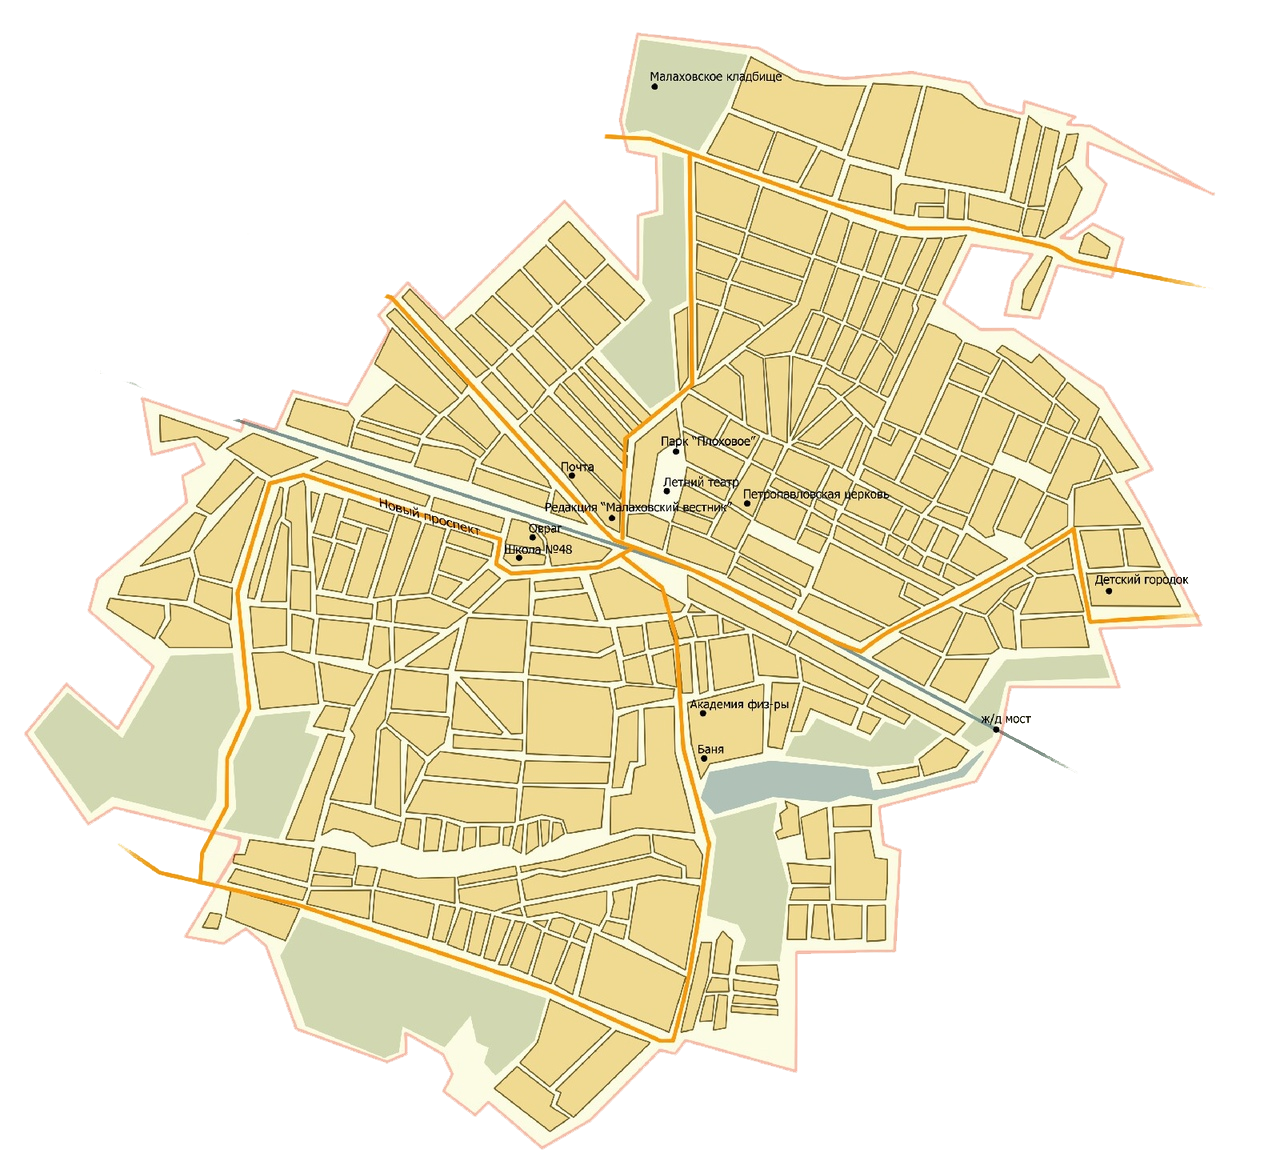 Малаховское кладбище
Парк "Плоховое"
Почта
Летний театр
Петропавловская церковь
Редакция "Малаховский вестник"
Новый проспект
Овраг
Школа №48
Детский городок
Академия физ-ры
ж/д мост
Баня